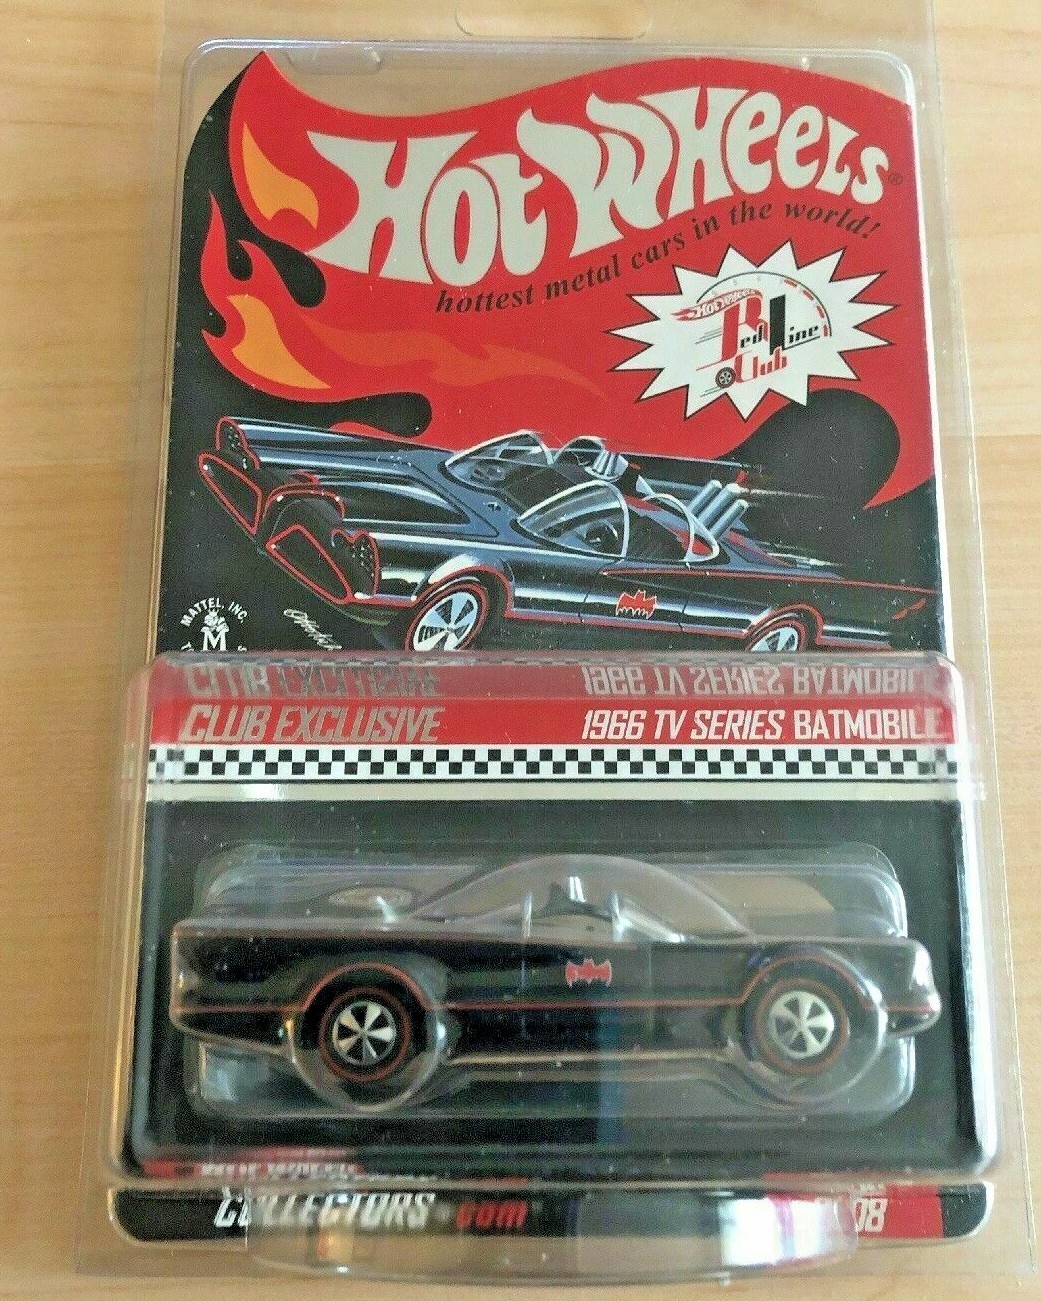 Hot Wheels®
hottest metal cars in the world!
Hot Wheels
Red Line
Club
MATTEL, INC.
M
CLUB EXCLUSIVE 1966 TV SERIES BATMOBILE
COLLECTORS.com 08